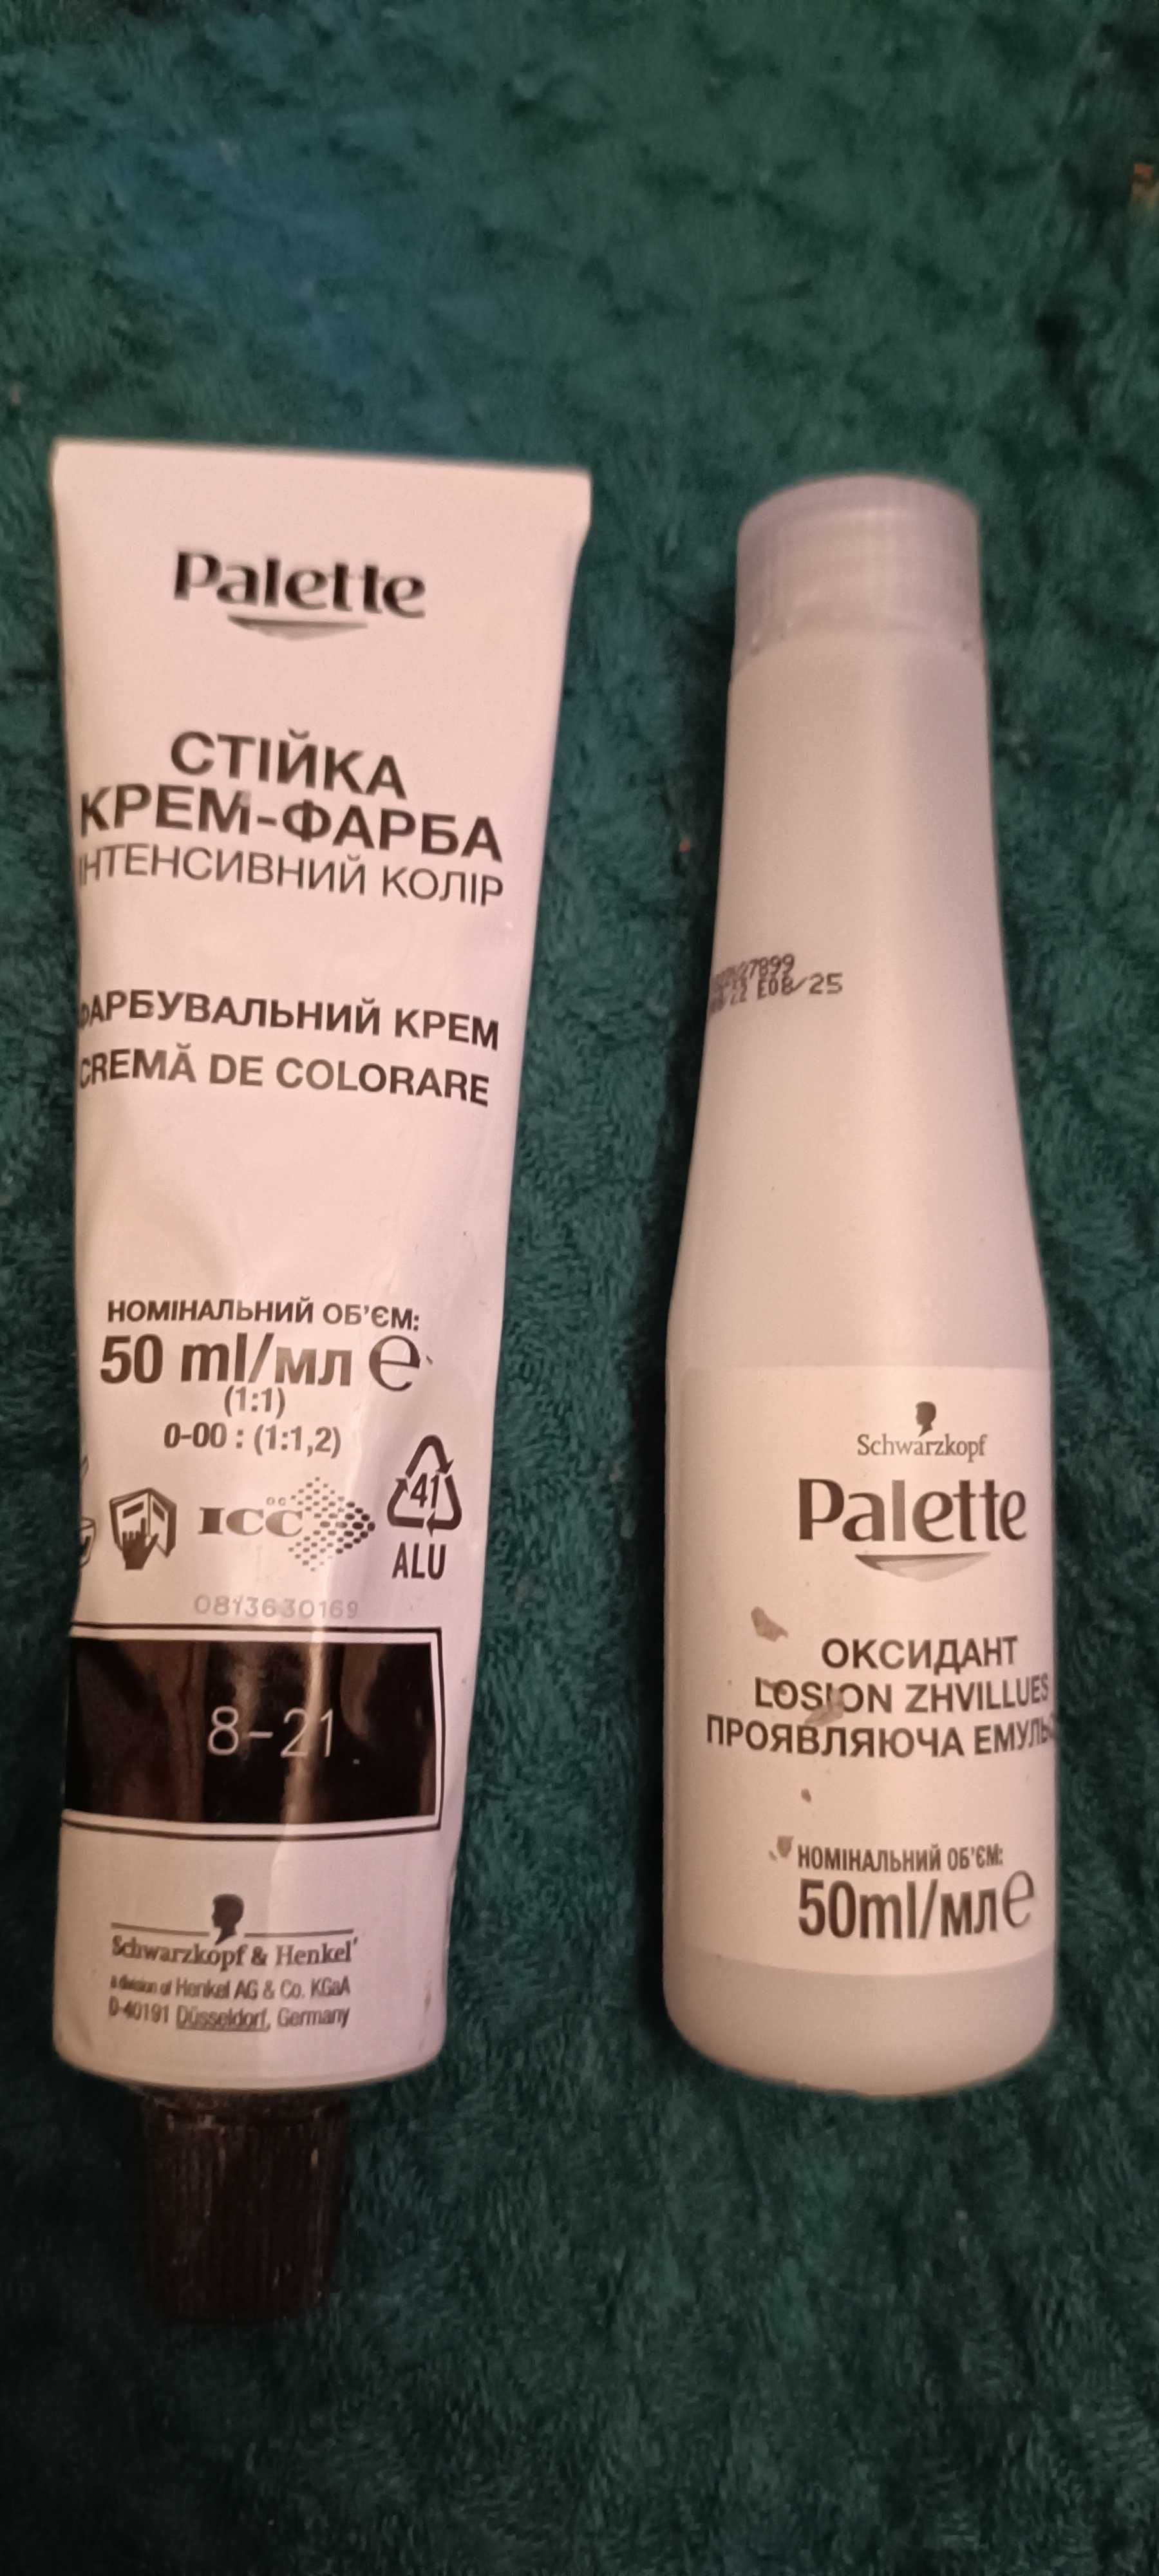 Palette
СТІЙКА
КРЕМ-ФАРБА
ІНТЕНСИВНИЙ КОЛІР
ФАРБУВАЛЬНИЙ КРЕМ
CREMĂ DE COLORARE
НОМІНАЛЬНИЙ ОБ'ЄМ:
50 ml/мл e
(1:1)
0-00 : (1:1,2)
ICC
41
ALU
8-21
Schwarzkopf & Henkel
a division of Henkel AG & Co. KGaA
D-40191 Düsseldorf, Germany
E08/25
Schwarzkopf
Palette
ОКСИДАНТ
LOSION ZHVILLUES
ПРОЯВЛЯЮЧА
НОМІНАЛЬНИЙ ОБ'ЄМ:
50ml/мл e